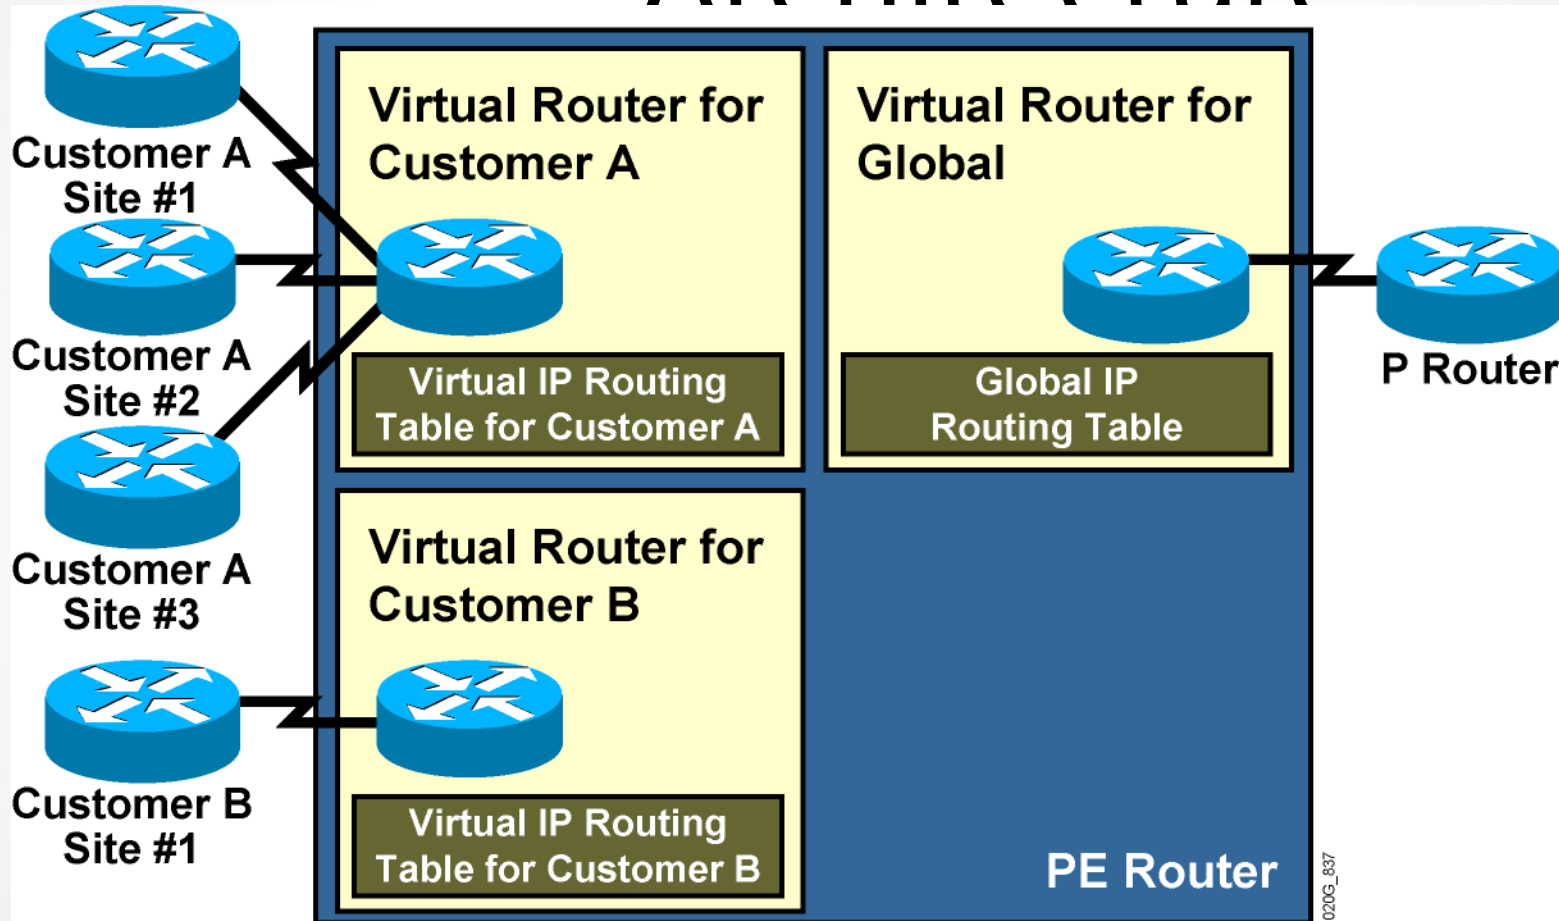 Customer A
Site #1
Customer A
Site #2
Customer A
Site #3
Customer B
Site #1
Virtual Router for
Customer A
Virtual IP Routing
Table for Customer A
Virtual Router for
Global
Global IP
Routing Table
P Router
Virtual Router for
Customer B
Virtual IP Routing
Table for Customer B
PE Router
020G_837